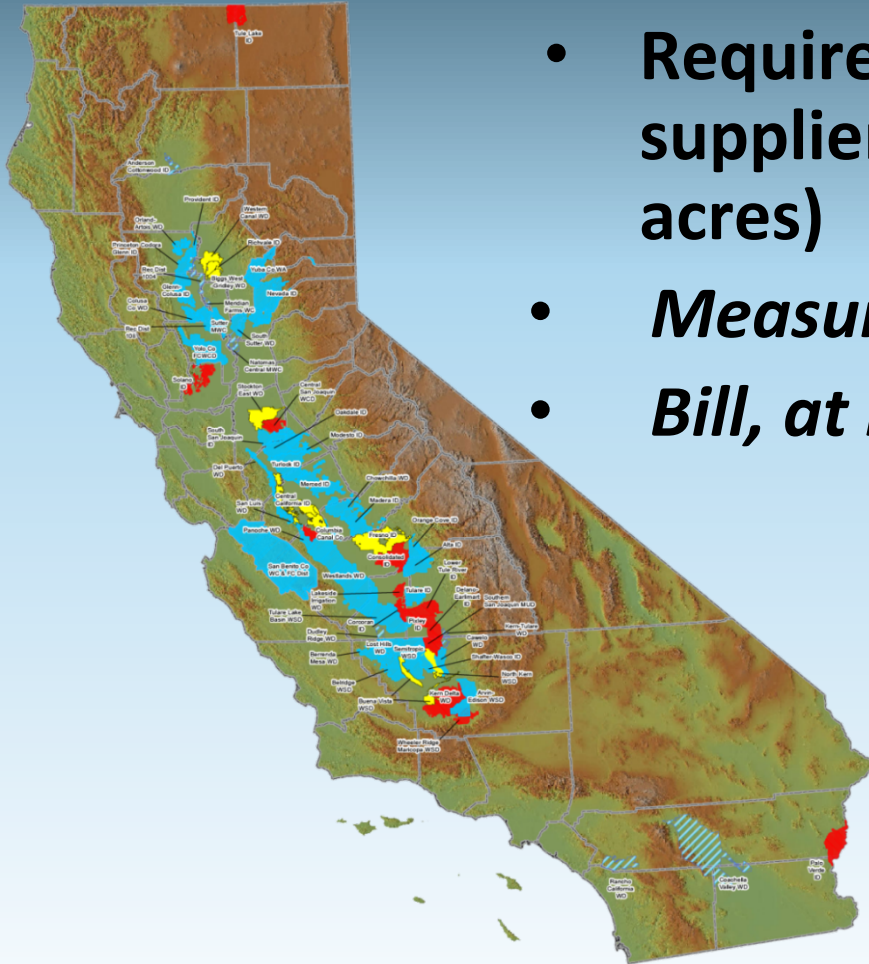 • Require
supplier
acres)
• Measur
• Bill, at
Tule Lake
ID
Anderson
Cottonwood ID
Provident ID
Western
Canal WD
Orland-
Artois WD
Richvale ID
Princeton Codora
Glenn ID
Rec Dist
1004
Biggs West
Gridley WD
Yuba Co WA
Glenn
Colusa ID
Nevada ID
Meridian
Farms WC
Colusa
Co WD
Sutter
MWC
Rec Dist
108
South
Sutter WD
Yolo Co
FCWCD
Natomas
Central MWC
Solano
ID
Stockton
East WD
Central
San Joaquin
WCD
Oakdale ID
South
San Joaquin
ID
Modesto ID
Del Puerto
WD
Turlock ID
Merced ID
Chowchilla WD
Central
California ID
Madera ID
San Luis
WD
Columbia
Canal Co
Orange Cove ID
Panoche WD
Fresno ID
Alta ID
Consolidated
ID
Lower
Tule River
ID
San Benito Co
WC & FC Dist
Westlands WD
Tulare ID
Delano
Earlimart
ID
Southern
San Joaquin MUD
Lakeside
Irrigation
WD
Tulare Lake
Basin WSD
Corcoran
ID
Pixley
ID
Kern-Tulare
WD
Dudley
Ridge WD
Lost Hills
WD
Semitropic
WSD
Cawelo
WD
Berrenda
Mesa WD
Shafter-Wasco ID
Belridge
WSD
North Kern
WSD
Buena Vista
WSD
Kern Delta
WD
Arvin
Edison WSD
Wheeler Ridge
Maricopa WSD
Rancho
California
WD
Coachella
Valley WD
Palo
Verde
ID